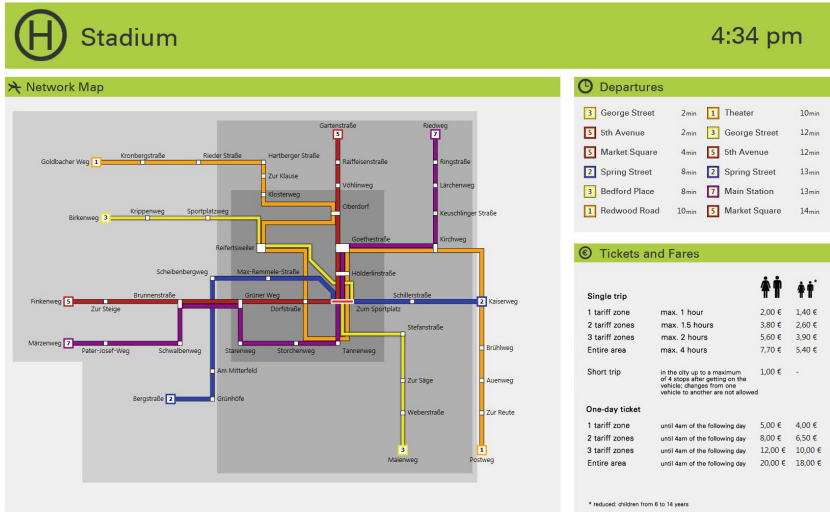 H Stadium
4:34 pm
Network Map
Gartenstraße
5
Riedweg
7
Goldbacher Weg 1
Kronbergstraße
Rieder Straße
Hartberger Straße
Raiffeisenstraße
Ringstraße
Zur Klause
Vöhlinweg
Lärchenweg
Klosterweg
Oberdorf
Birkenweg 3
Krippenweg
Sportplatzweg
Keuschlinger Straße
Reifertsweiler
Goethestraße
Kirchweg
Scheibenbergweg
Max-Remmele-Straße
Hölderlinstraße
Finkenweg 5
Brunnenstraße
Grüner Weg
Schillerstraße
2 Kaiserweg
Zur Steige
Dorfstraße
Zum Sportplatz
Stefanstraße
Märzenweg 7
Pater-Josef-Weg
Schwalbenweg
Starenweg
Storchenweg
Tannenweg
Brühlweg
Am Mitterfeld
Zur Säge
Auenweg
Bergstraße 2
Grünhöfe
Weberstraße
Zur Reute
3
Maienweg
1
Postweg
Departures
3 George Street 2min
5 5th Avenue 2min
5 Market Square 4min
2 Spring Street 8min
3 Bedford Place 8min
1 Redwood Road 10min
1 Theater 10min
3 George Street 12min
5 5th Avenue 12min
2 Spring Street 13min
7 Main Station 13min
5 Market Square 14min
€ Tickets and Fares
*
Single trip
1 tariff zone max. 1 hour 2,00 € 1,40 €
2 tariff zones max. 1.5 hours 3,80 € 2,60 €
3 tariff zones max. 2 hours 5,60 € 3,90 €
Entire area max. 4 hours 7,70 € 5,40 €
Short trip in the city up to a maximum 1,00 € -
of 4 stops after getting on the
vehicle; changes from one
vehicle to another are not allowed
One-day ticket
1 tariff zone until 4am of the following day 5,00 € 4,00 €
2 tariff zones until 4am of the following day 8,00 € 6,50 €
3 tariff zones until 4am of the following day 12,00 € 10,00 €
Entire area until 4am of the following day 20,00 € 18,00 €
* reduced: children from 6 to 14 years